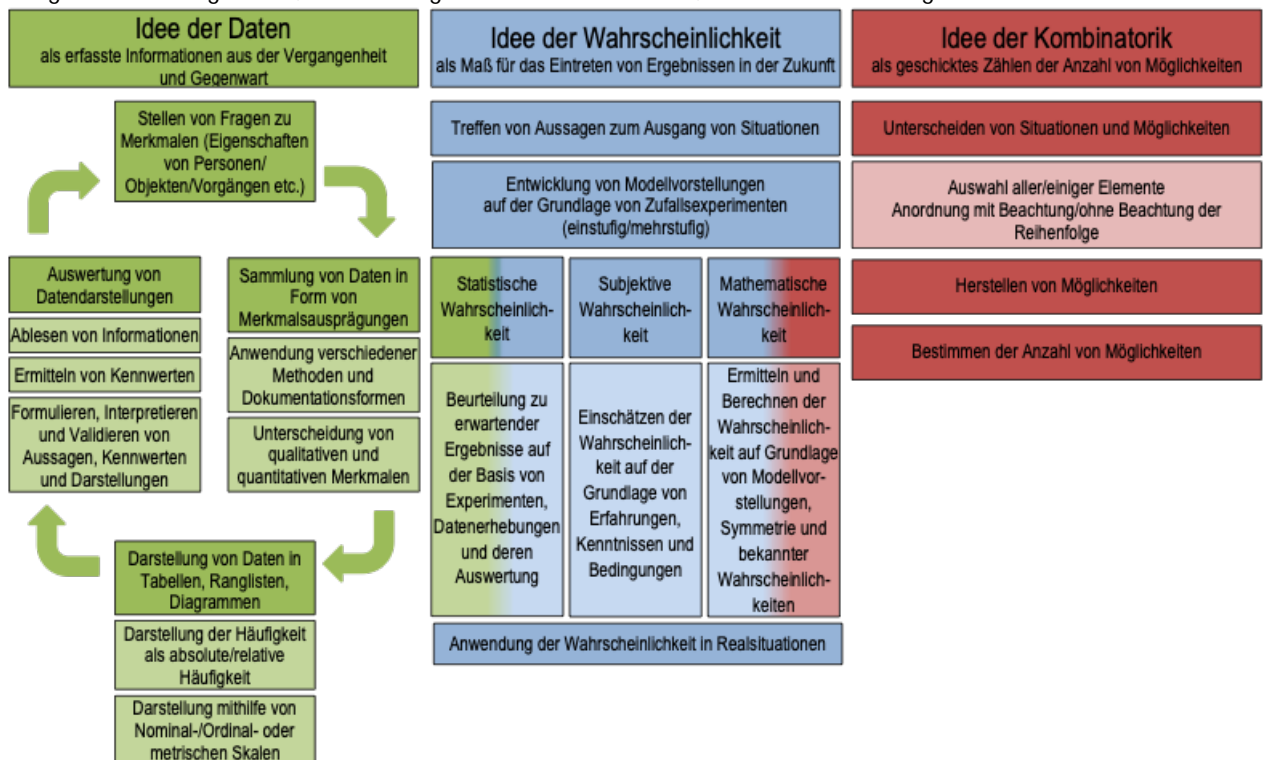 Idee der Daten
als erfasste Informationen aus der Vergangenheit
und Gegenwart
Stellen von Fragen zu
Merkmalen (Eigenschaften
von Personen/
Objekten/Vorgängen etc.)
Auswertung von
Datendarstellungen
Ablesen von Informationen
Ermitteln von Kennwerten
Formulieren, Interpretieren
und Validieren von
Aussagen, Kennwerten
und Darstellungen
Sammlung von Daten in
Form von
Merkmalsausprägungen
Anwendung verschiedener
Methoden und
Dokumentationsformen
Unterscheidung von
qualitativen und
quantitativen Merkmalen
Darstellung von Daten in
Tabellen, Ranglisten,
Diagrammen
Darstellung der Häufigkeit
als absolute/relative
Häufigkeit
Darstellung mithilfe von
Nominal-/Ordinal- oder
metrischen Skalen
Idee der Wahrscheinlichkeit
als Maß für das Eintreten von Ergebnissen in der Zukunft
Treffen von Aussagen zum Ausgang von Situationen
Entwicklung von Modellvorstellungen
auf der Grundlage von Zufallsexperimenten
(einstufig/mehrstufig)
Statistische
Wahrscheinlich-
keit
Beurteilung zu
erwartender
Ergebnisse auf
der Basis von
Experimenten,
Datenerhebungen
und deren
Auswertung
Subjektive
Wahrscheinlich-
keit
Einschätzen der
Wahrscheinlich-
keit auf der
Grundlage von
Erfahrungen,
Kenntnissen und
Bedingungen
Mathematische
Wahrscheinlich-
keit
Ermitteln und
Berechnen der
Wahrscheinlich-
keit auf Grundlage
von Modellvor-
stellungen,
Symmetrie und
bekannter
Wahrscheinlich-
keiten
Anwendung der Wahrscheinlichkeit in Realsituationen
Idee der Kombinatorik
als geschicktes Zählen der Anzahl von Möglichkeiten
Unterscheiden von Situationen und Möglichkeiten
Auswahl aller/einiger Elemente
Anordnung mit Beachtung/ohne Beachtung der
Reihenfolge
Herstellen von Möglichkeiten
Bestimmen der Anzahl von Möglichkeiten